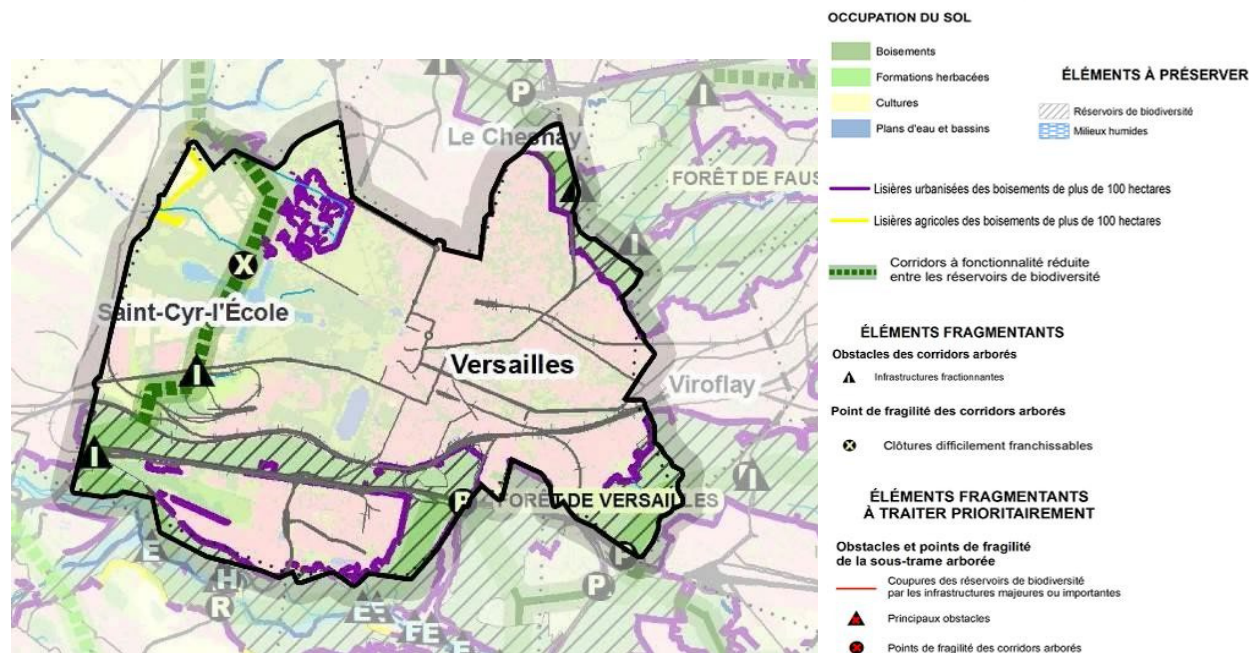 Le Chesnay
P
I
I
FORÊT DE FAUS
I
X
Saint-Cyr-l'École
Versailles
Viroflay
I
I
I
P
FORÊT DE VERSAILLES
E
H
R
P
P
E
F
FE
E
OCCUPATION DU SOL
Boisements
Formations herbacées
Cultures
Plans d'eau et bassins
ÉLÉMENTS À PRÉSERVER
Réservoirs de biodiversité
Milieux humides
Lisières urbanisées des boisements de plus de 100 hectares
Lisières agricoles des boisements de plus de 100 hectares
Corridors à fonctionnalité réduite
entre les réservoirs de biodiversité
ÉLÉMENTS FRAGMENTANTS
Obstacles des corridors arborés
Infrastructures fractionnantes
Point de fragilité des corridors arborés
X
Clôtures difficilement franchissables
ÉLÉMENTS FRAGMENTANTS
À TRAITER PRIORITAIREMENT
Obstacles et points de fragilité
de la sous-trame arborée
Coupures des réservoirs de biodiversité
par les infrastructures majeures ou importantes
Principaux obstacles
Points de fragilité des corridors arborés